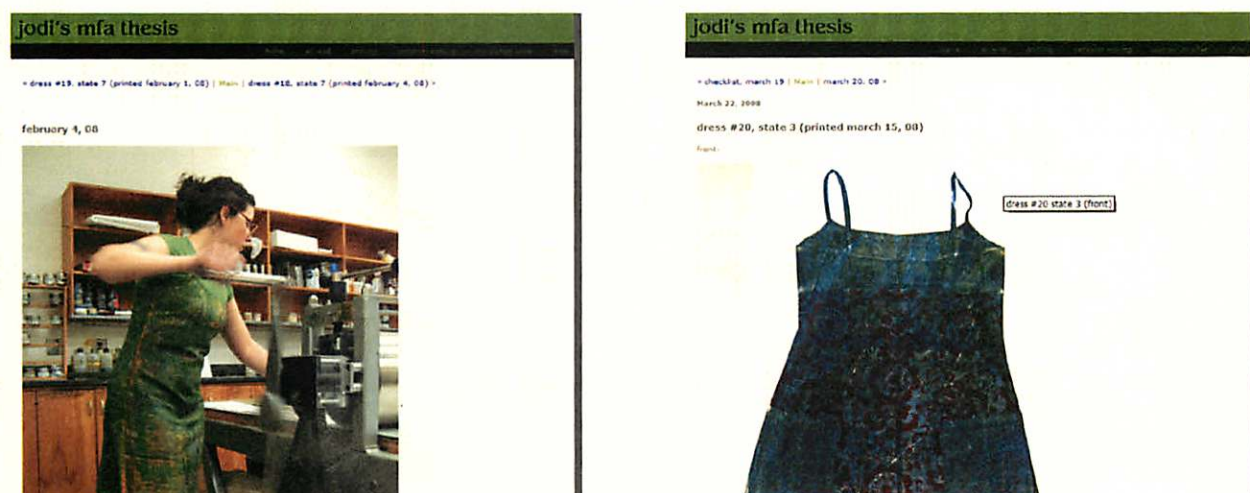 jodi's mfa thesis
« dress #19, state 7 (printed february 1, 08) | Main | dress #18, state 7 (printed february 4, 08) »
february 4, 08
jodi's mfa thesis
« checklist, march 19 | Main | march 20, 08 »
March 22, 2008
dress #20, state 3 (printed march 15, 08)
front:
dress #20 state 3 (front)